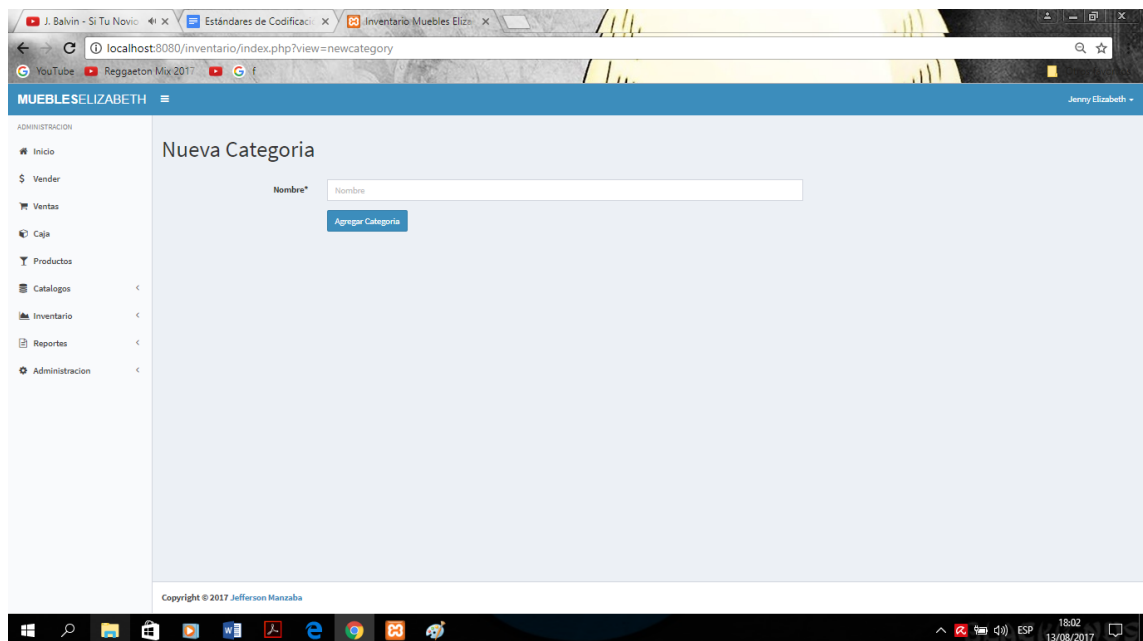 J. Balvin - Si Tu Novio
Estándares de Codificaci
Inventario Muebles Eliza
localhost:8080/inventario/index.php?view=newcategory
YouTube Reggaeton Mix 2017 f
MUEBLESELIZABETH
Jenny Elizabeth
ADMINISTRACION
Inicio
Nueva Categoria
$ Vender
Nombre*
Nombre
Ventas
Agregar Categoria
Caja
Productos
Catalogos
Inventario
Reportes
Administracion
Copyright © 2017 Jefferson Manzaba
ESP
18:02
13/08/2017